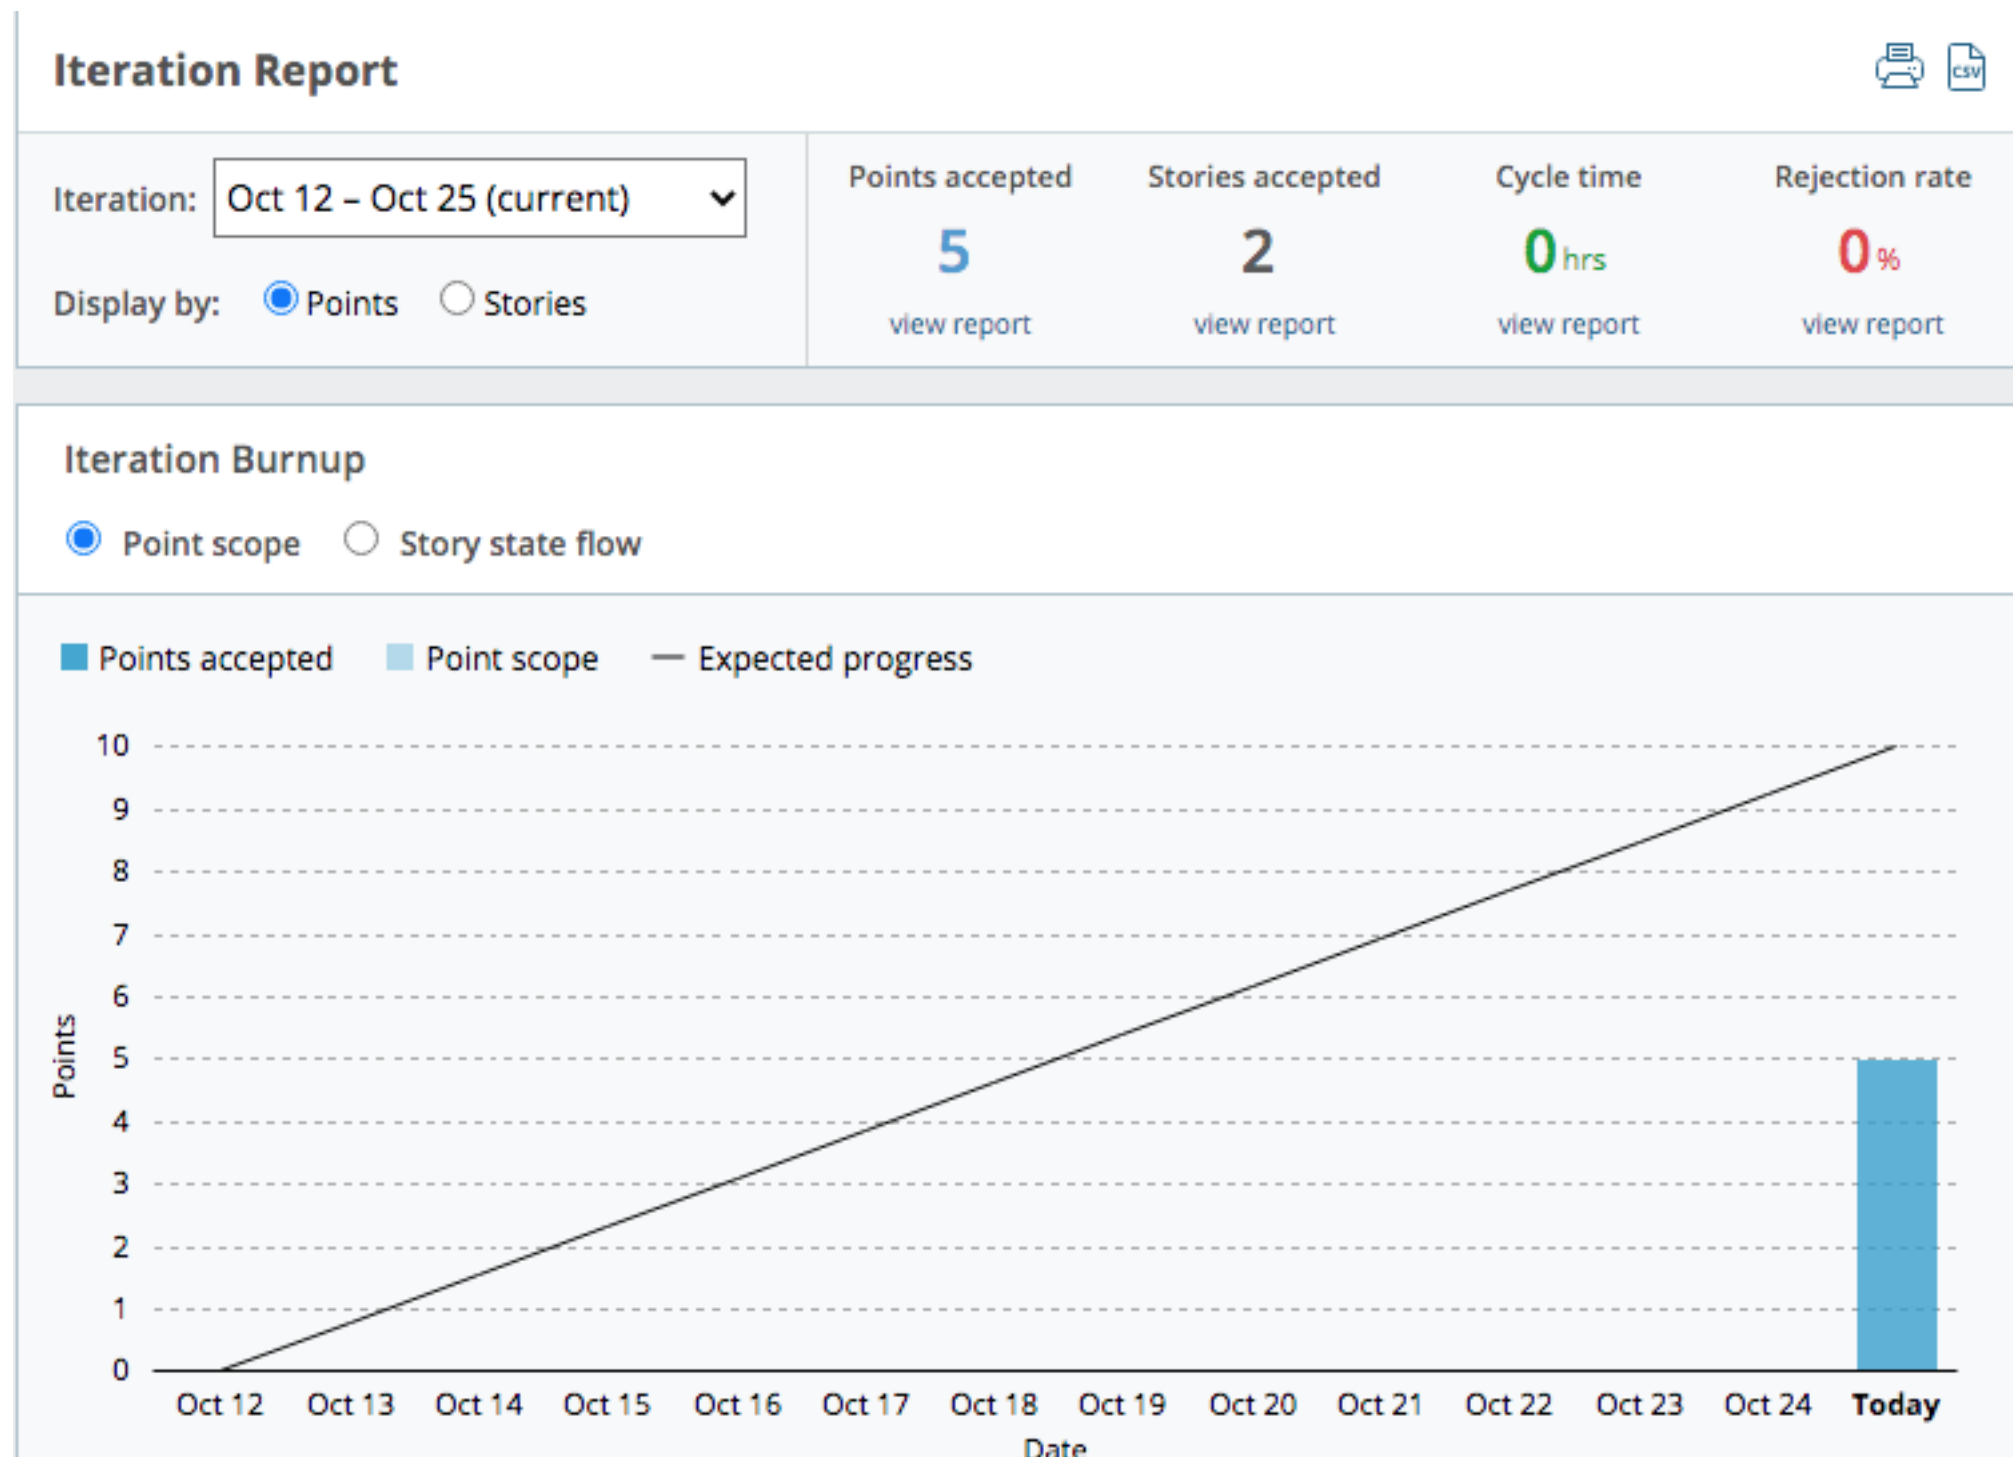 Iteration Report
CSV
Iteration: Oct 12 – Oct 25 (current)
Display by: Points Stories
Points accepted Stories accepted Cycle time Rejection rate
5 2 0 hrs 0 %
view report view report view report view report
Iteration Burnup
Point scope Story state flow
Points accepted Point scope Expected progress
10
9
8
7
6
5
4
3
2
1
0
Points
Oct 12 Oct 13 Oct 14 Oct 15 Oct 16 Oct 17 Oct 18 Oct 19 Oct 20 Oct 21 Oct 22 Oct 23 Oct 24 Today
Date